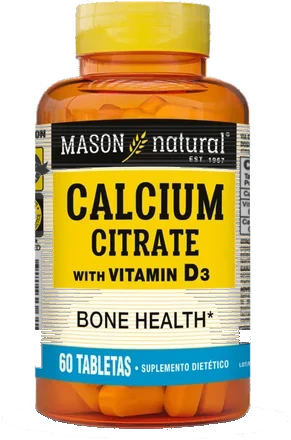 MASON natural®
EST. 1967
CALCIUM
CITRATE
WITH VITAMIN D3
BONE HEALTH*
60 TABLETAS • SUPLEMENTO DIETÉTICO